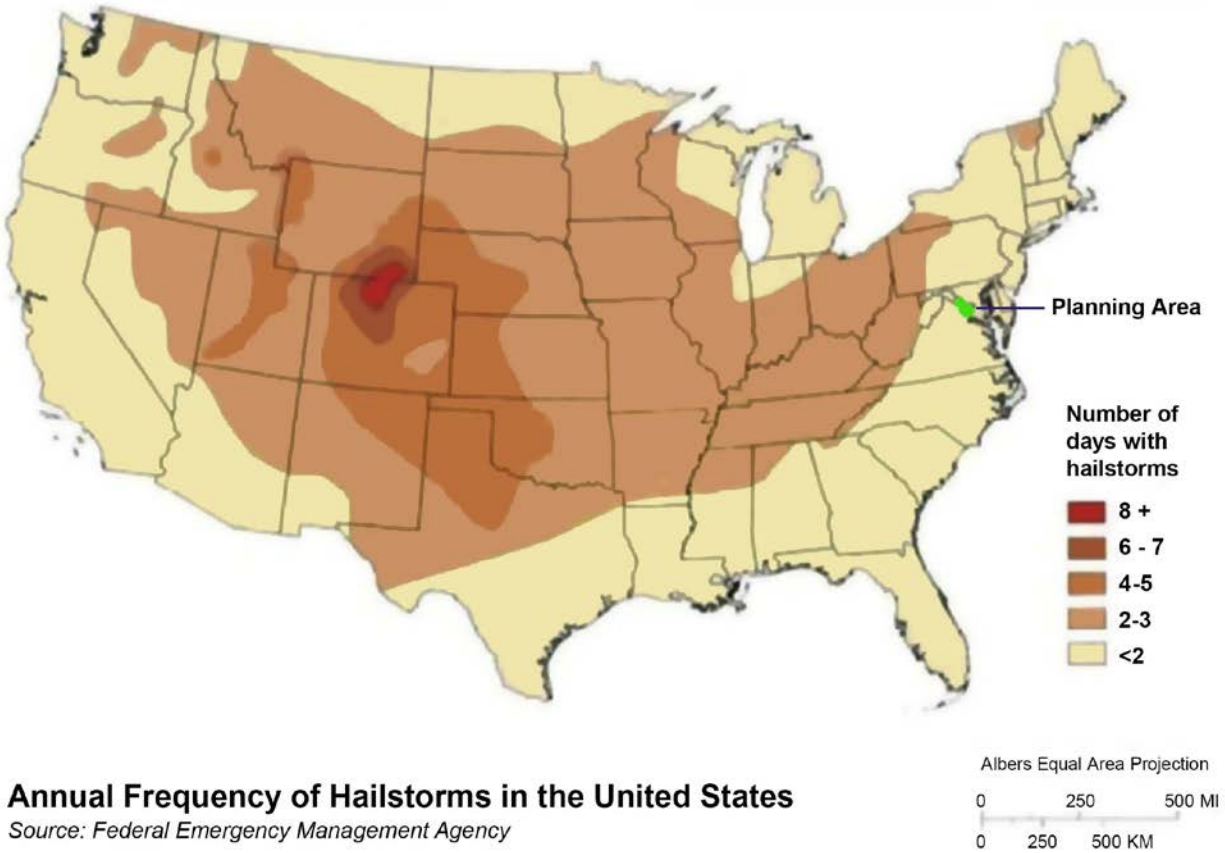 Planning Area
Number of
days with
hailstorms
8 +
6 - 7
4-5
2-3
<2
Albers Equal Area Projection
0 250 500 MI
0 250 500 KM
Annual Frequency of Hailstorms in the United States
Source: Federal Emergency Management Agency